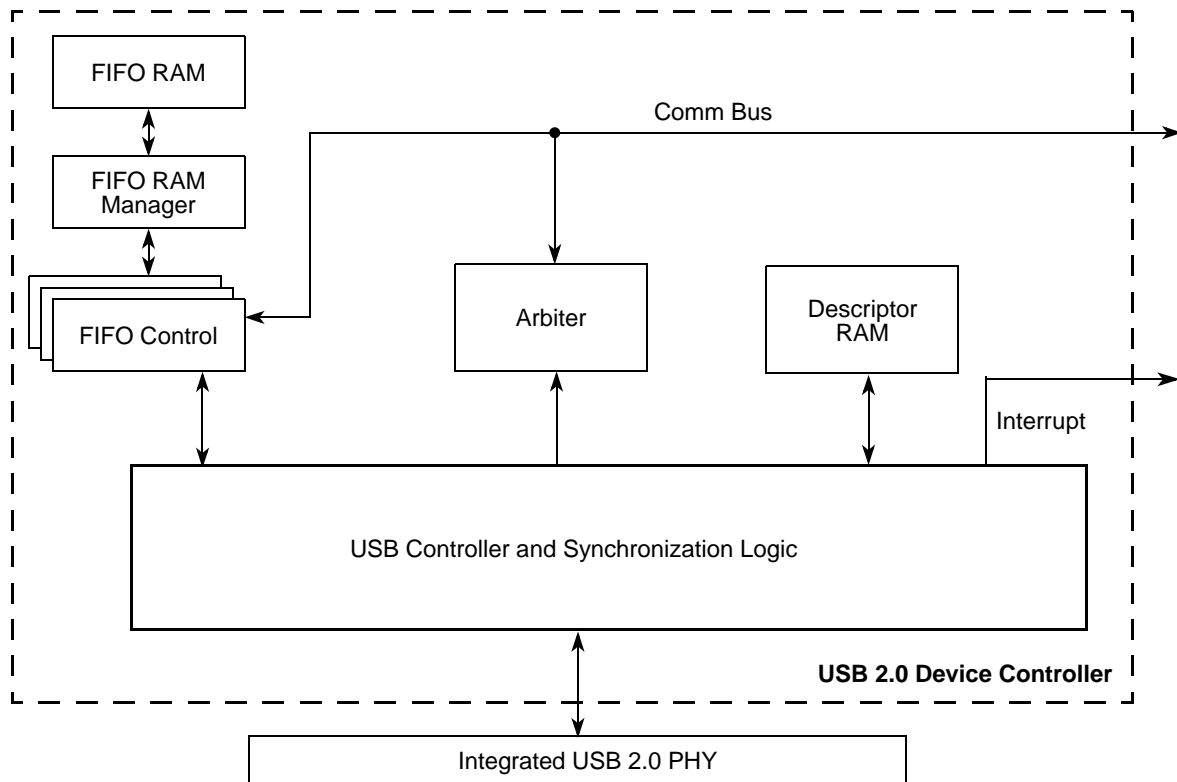 FIFO RAM
Comm Bus
FIFO RAM
Manager
FIFO Control
Arbiter
Descriptor
RAM
Interrupt
USB Controller and Synchronization Logic
USB 2.0 Device Controller
Integrated USB 2.0 PHY